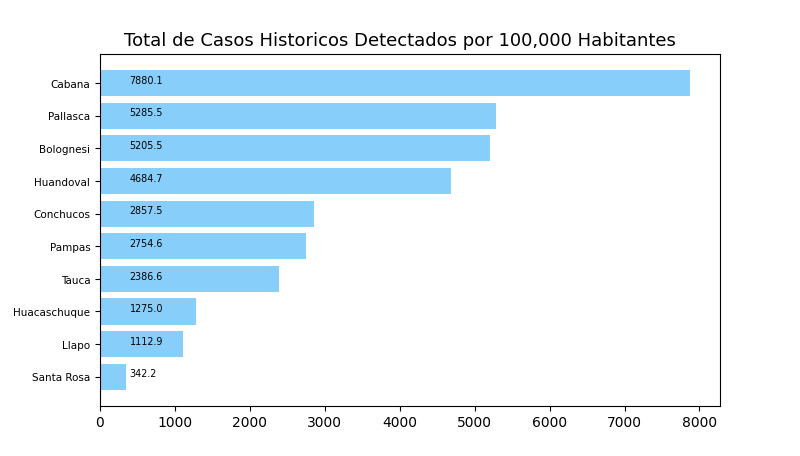 Total de Casos Historicos Detectados por 100,000 Habitantes
Cabana 7880.1
Pallasca 5285.5
Bolognesi 5205.5
Huandoval 4684.7
Conchucos 2857.5
Pampas 2754.6
Tauca 2386.6
Huacaschuque 1275.0
Llapo 1112.9
Santa Rosa 342.2
0 1000 2000 3000 4000 5000 6000 7000 8000